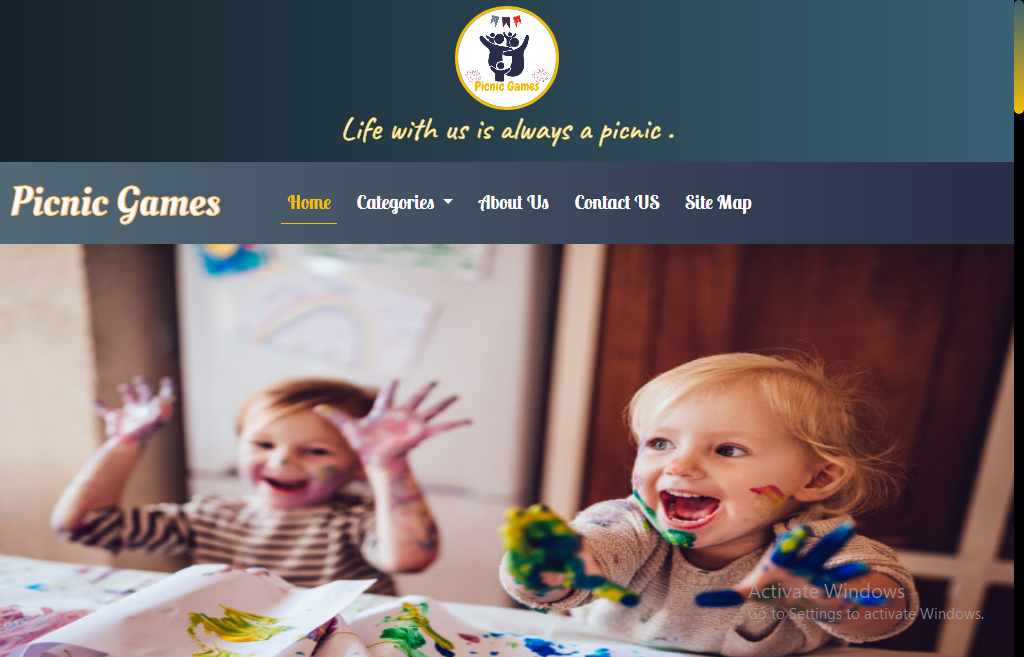 Picnic Games
Life with us is always a picnic .
Picnic Games
Home Categories About Us Contact US Site Map
Activate Windows
Go to Settings to activate Windows.